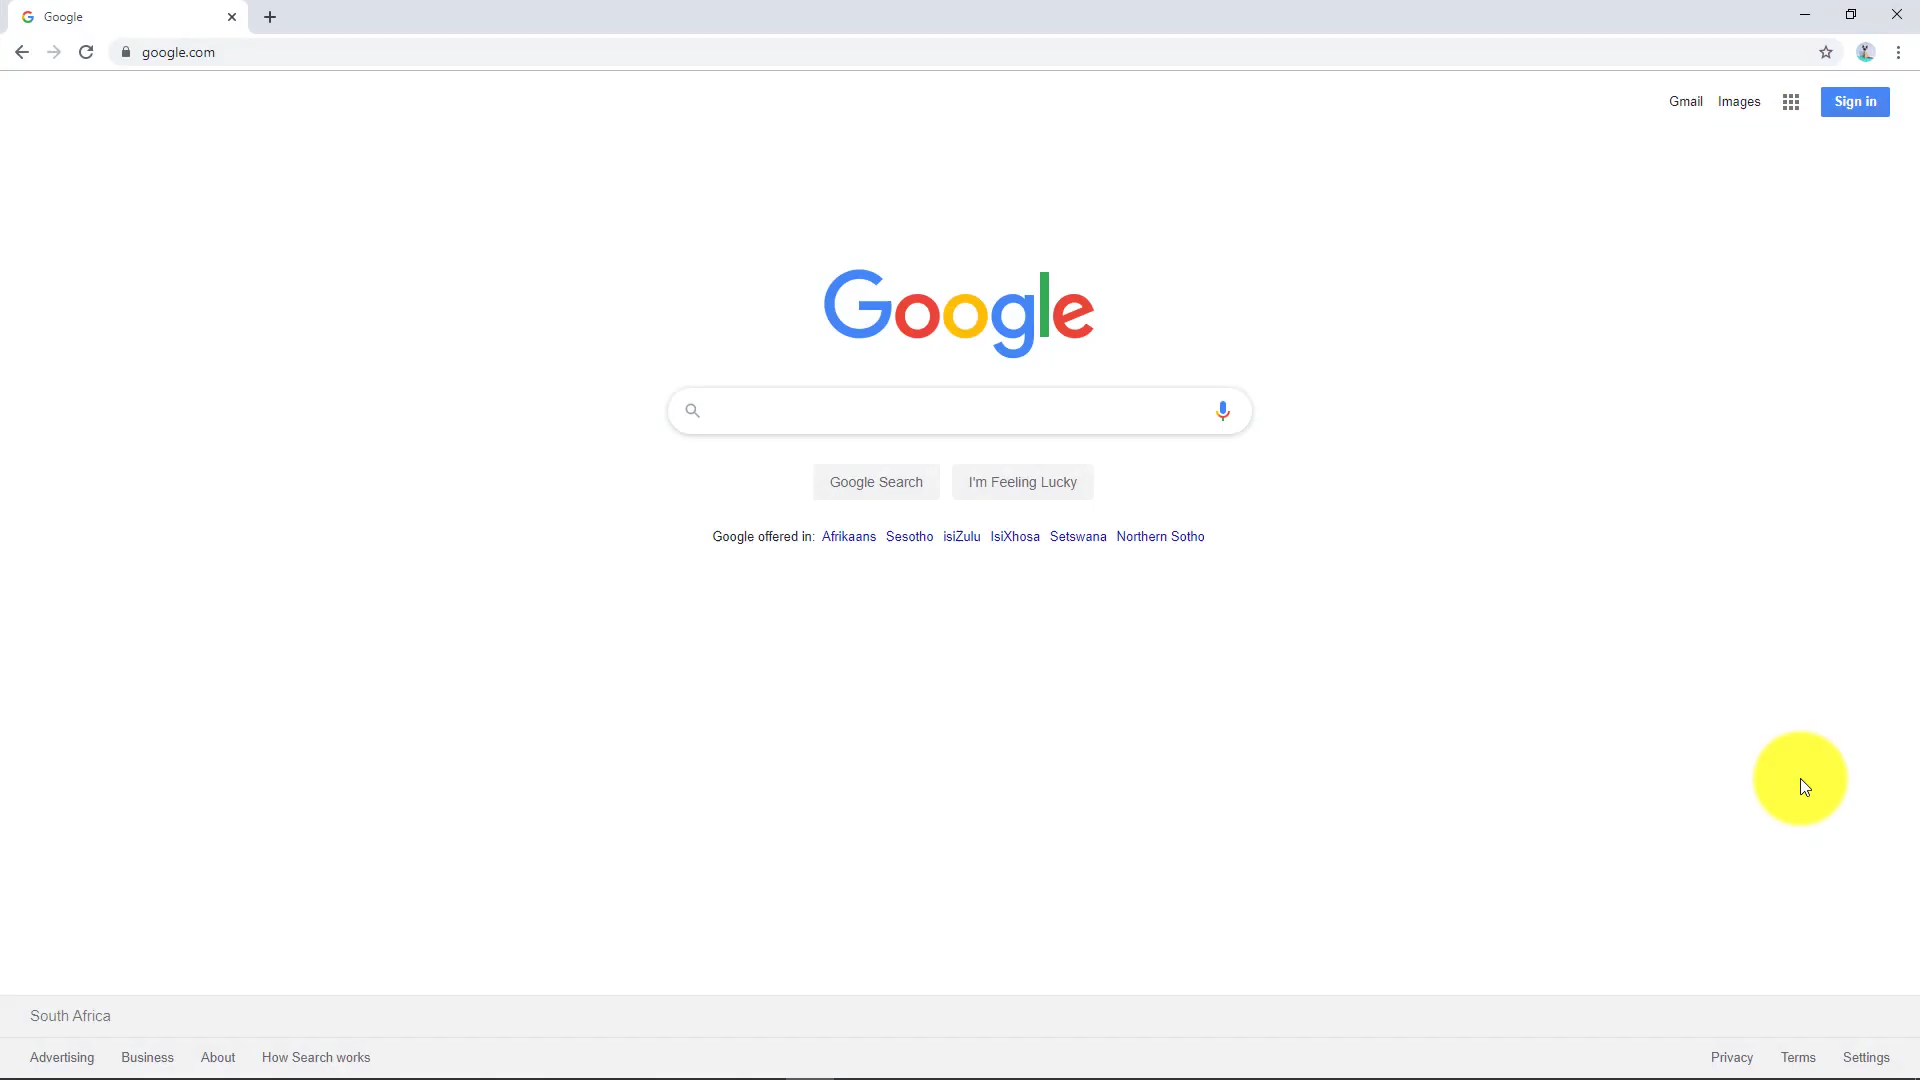 Google
google.com
Gmail Images Sign in
Google
Google Search I'm Feeling Lucky
Google offered in: Afrikaans Sesotho isiZulu IsiXhosa Setswana Northern Sotho
South Africa
Advertising Business About How Search works Privacy Terms Settings